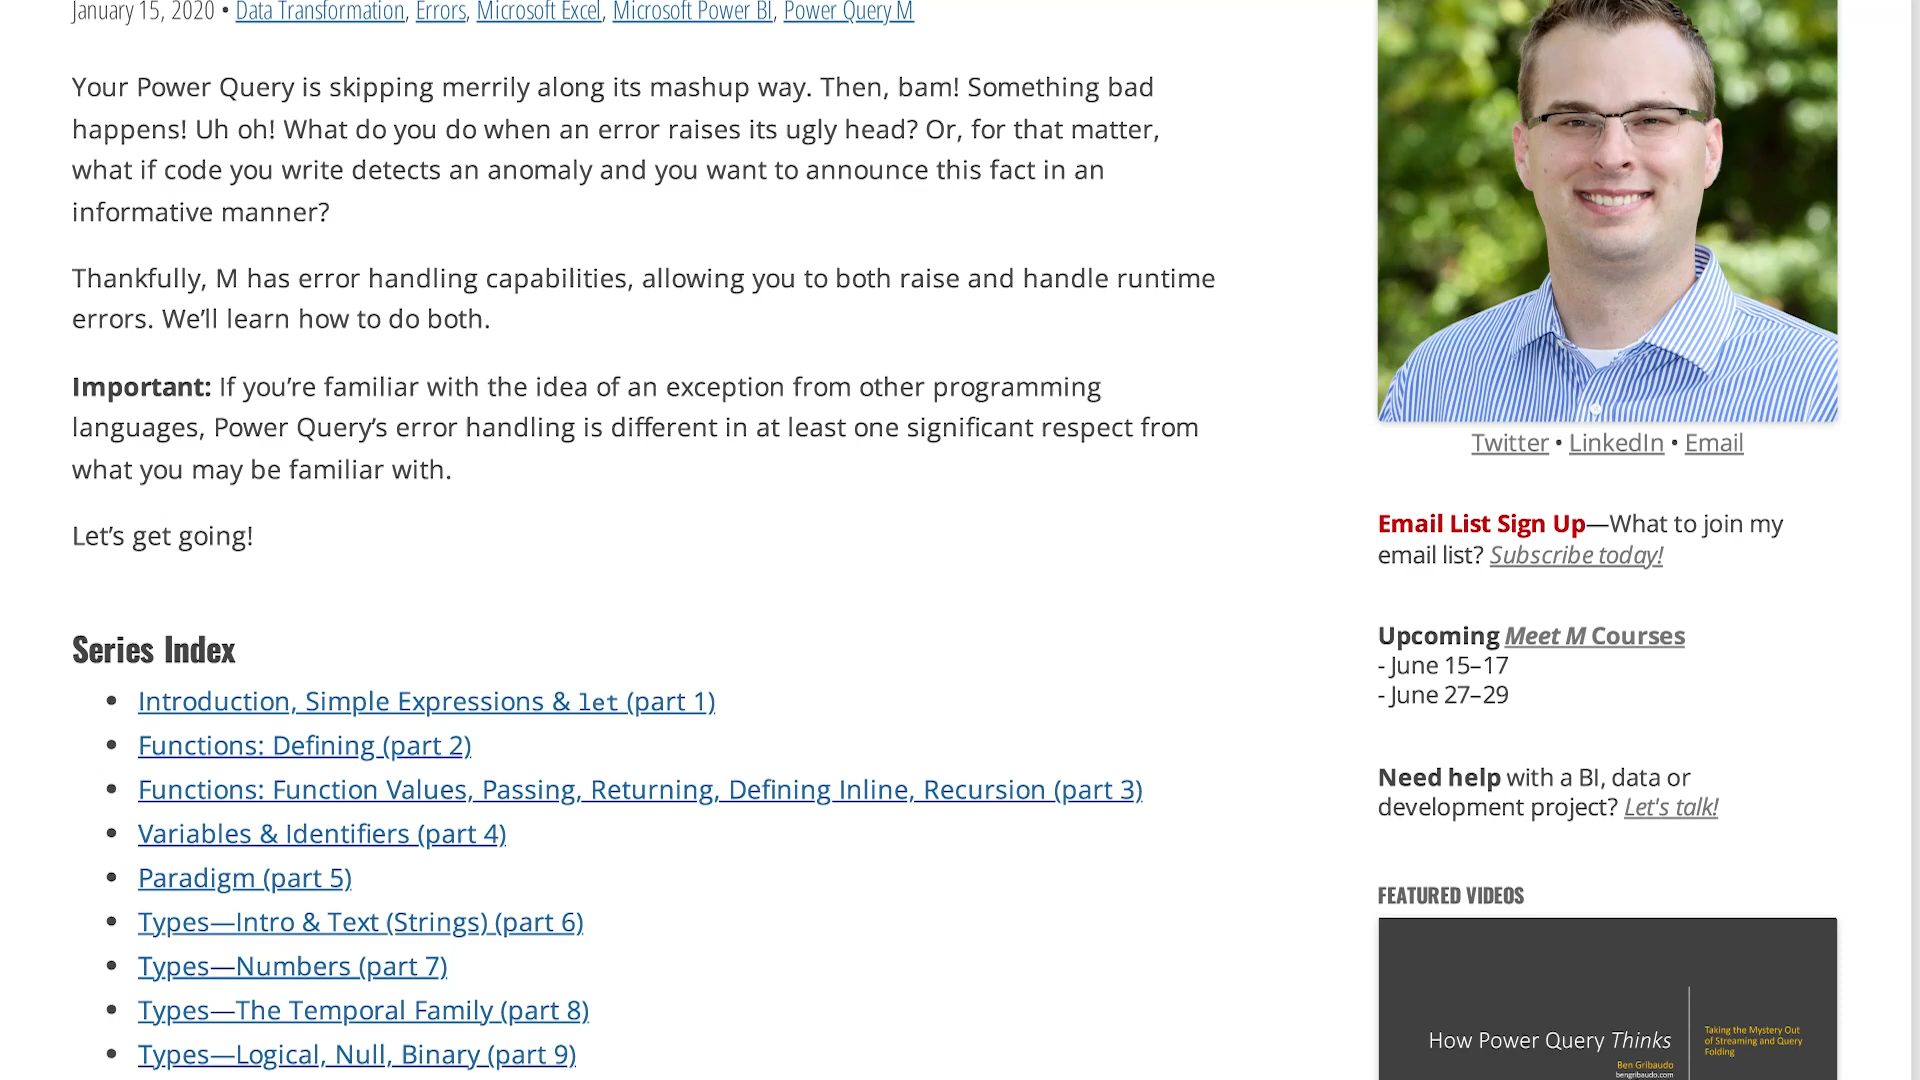 January 15, 2020 • Data Transformation, Errors, Microsoft Excel, Microsoft Power BI, Power Query M
Your Power Query is skipping merrily along its mashup way. Then, bam! Something bad
happens! Uh oh! What do you do when an error raises its ugly head? Or, for that matter,
what if code you write detects an anomaly and you want to announce this fact in an
informative manner?
Thankfully, M has error handling capabilities, allowing you to both raise and handle runtime
errors. We’ll learn how to do both.
Important: If you’re familiar with the idea of an exception from other programming
languages, Power Query’s error handling is different in at least one significant respect from
what you may be familiar with.
Let’s get going!
Series Index
• Introduction, Simple Expressions & let (part 1)
• Functions: Defining (part 2)
• Functions: Function Values, Passing, Returning, Defining Inline, Recursion (part 3)
• Variables & Identifiers (part 4)
• Paradigm (part 5)
• Types—Intro & Text (Strings) (part 6)
• Types—Numbers (part 7)
• Types—The Temporal Family (part 8)
• Types—Logical, Null, Binary (part 9)
Twitter • LinkedIn • Email
Email List Sign Up—What to join my
email list? Subscribe today!
Upcoming Meet M Courses
- June 15–17
- June 27–29
Need help with a BI, data or
development project? Let's talk!
FEATURED VIDEOS
How Power Query Thinks
Ben Gribaudo
bengribaudo.com
Taking the Mystery Out
of Streaming and Query
Folding